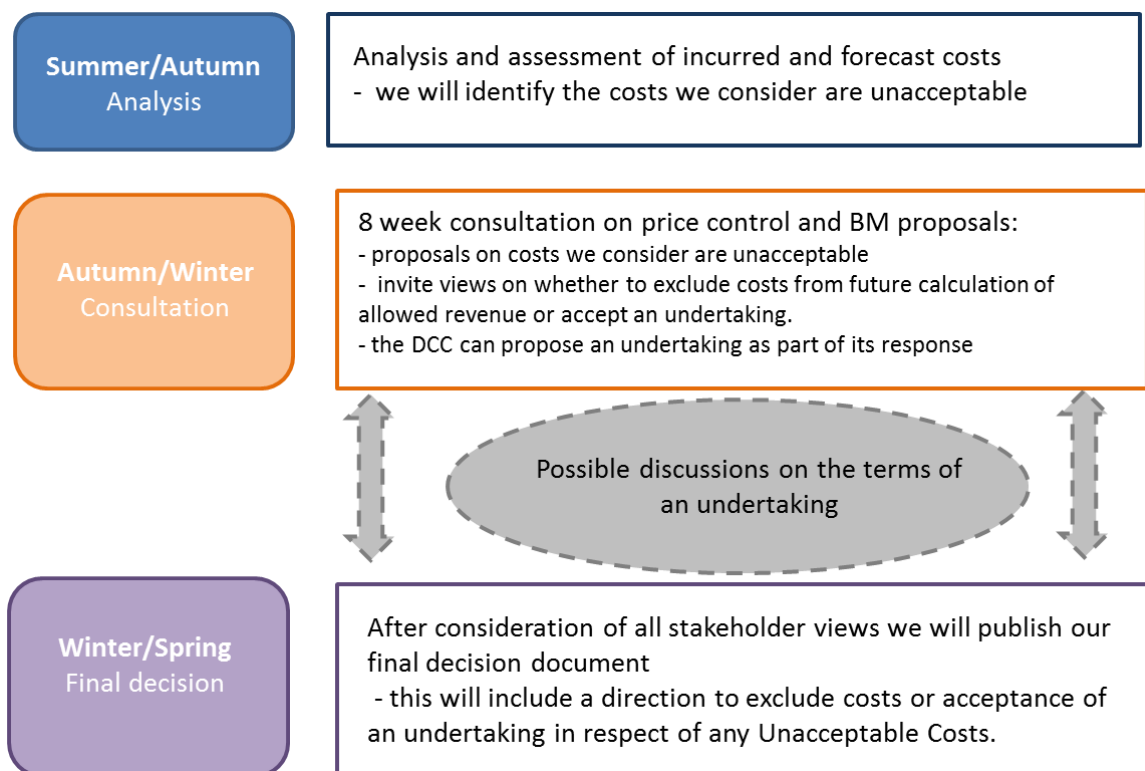 Summer/Autumn
Analysis
Analysis and assessment of incurred and forecast costs
- we will identify the costs we consider are unacceptable
Autumn/Winter
Consultation
8 week consultation on price control and BM proposals:
- proposals on costs we consider are unacceptable
- invite views on whether to exclude costs from future calculation of
allowed revenue or accept an undertaking.
- the DCC can propose an undertaking as part of its response
Possible discussions on the terms of
an undertaking
Winter/Spring
Final decision
After consideration of all stakeholder views we will publish our
final decision document
- this will include a direction to exclude costs or acceptance of
an undertaking in respect of any Unacceptable Costs.